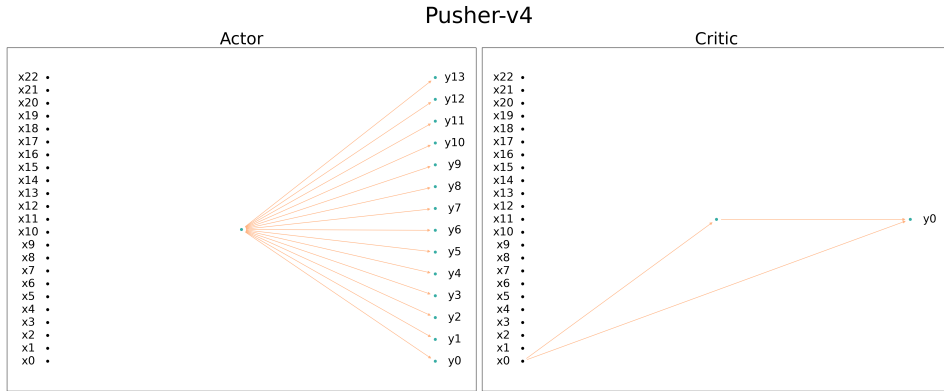 Pusher-v4
Actor
x22
x21
x20
x19
x18
x17
x16
x15
x14
x13
x12
x11
x10
x9
x8
x7
x6
x5
x4
x3
x2
x1
x0
y13
y12
y11
y10
y9
y8
y7
y6
y5
y4
y3
y2
y1
y0
Critic
x22
x21
x20
x19
x18
x17
x16
x15
x14
x13
x12
x11
x10
x9
x8
x7
x6
x5
x4
x3
x2
x1
x0
y0